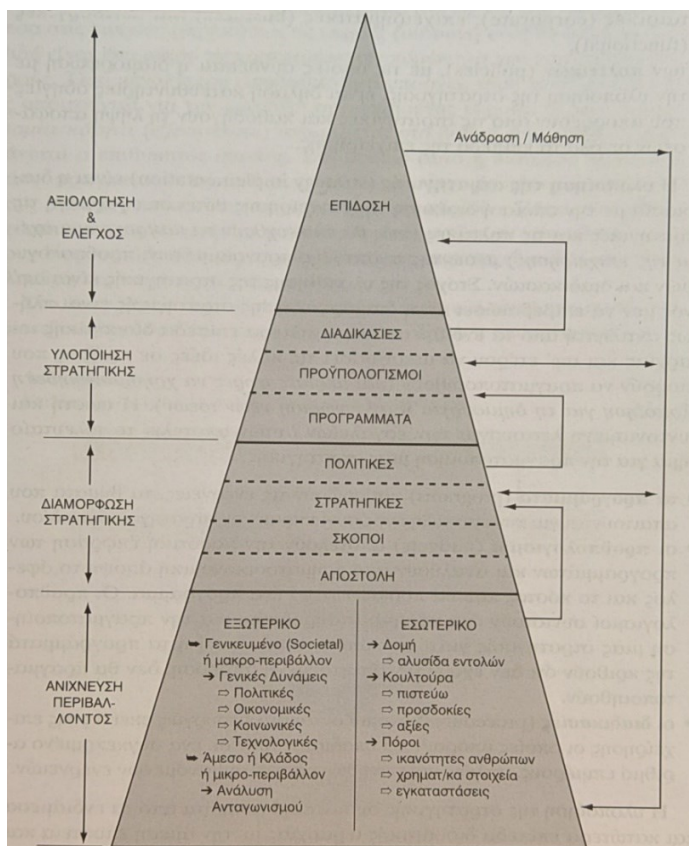 Ανάδραση / Μάθηση
ΑΞΙΟΛΟΓΗΣΗ
&
ΕΛΕΓΧΟΣ
ΕΠΙΔΟΣΗ
ΥΛΟΠΟΙΗΣΗ
ΣΤΡΑΤΗΓΙΚΗΣ
ΔΙΑΔΙΚΑΣΙΕΣ
ΠΡΟΫΠΟΛΟΓΙΣΜΟΙ
ΠΡΟΓΡΑΜΜΑΤΑ
ΔΙΑΜΟΡΦΩΣΗ
ΣΤΡΑΤΗΓΙΚΗΣ
ΠΟΛΙΤΙΚΕΣ
ΣΤΡΑΤΗΓΙΚΕΣ
ΣΚΟΠΟΙ
ΑΠΟΣΤΟΛΗ
ΑΝΙΧΝΕΥΣΗ
ΠΕΡΙΒΑΛ-
ΛΟΝΤΟΣ
ΕΞΩΤΕΡΙΚΟ
➥ Γενικευμένο (Societal)
ή μακρο-περιβάλλον
➔ Γενικές Δυνάμεις
⇨ Πολιτικές
⇨ Οικονομικές
⇨ Κοινωνικές
⇨ Τεχνολογικές
➥ Άμεσο ή Κλάδος
ή μικρο-περιβάλλον
➔ Ανάλυση
Ανταγωνισμού
ΕΣΩΤΕΡΙΚΟ
➔ Δομή
⇨ αλυσίδα εντολών
➔ Κουλτούρα
⇨ πιστεύω
⇨ προσδοκίες
⇨ αξίες
➔ Πόροι
⇨ ικανότητες ανθρώπων
⇨ χρηματ/κα στοιχεία
⇨ εγκαταστάσεις